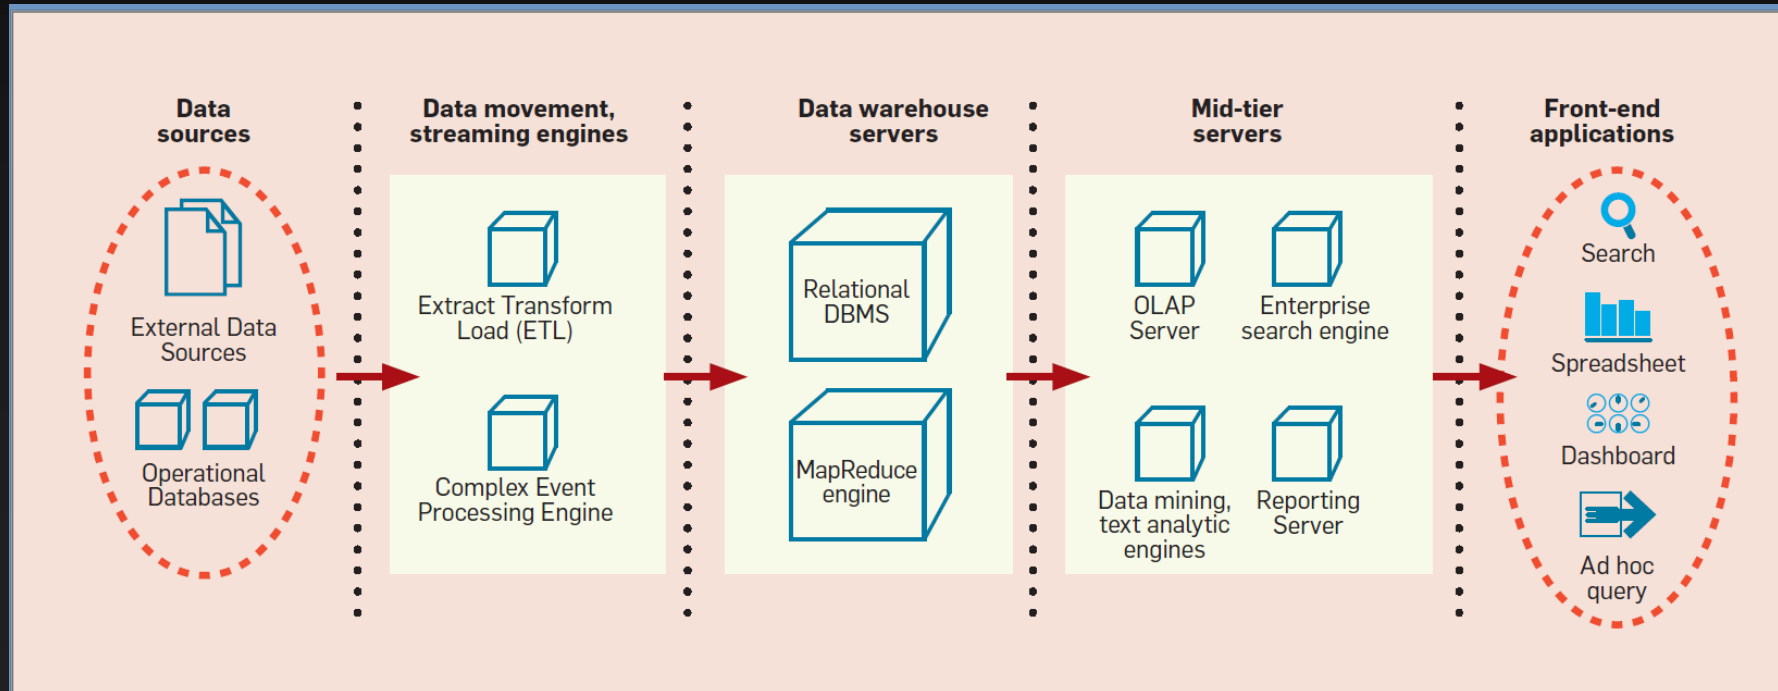 Data
sources
Data movement,
streaming engines
Data warehouse
servers
Mid-tier
servers
Front-end
applications
External Data
Sources
Operational
Databases
Extract Transform
Load (ETL)
Complex Event
Processing Engine
Relational
DBMS
MapReduce
engine
OLAP
Server
Enterprise
search engine
Data mining,
text analytic
engines
Reporting
Server
Search
Spreadsheet
Dashboard
Ad hoc
query